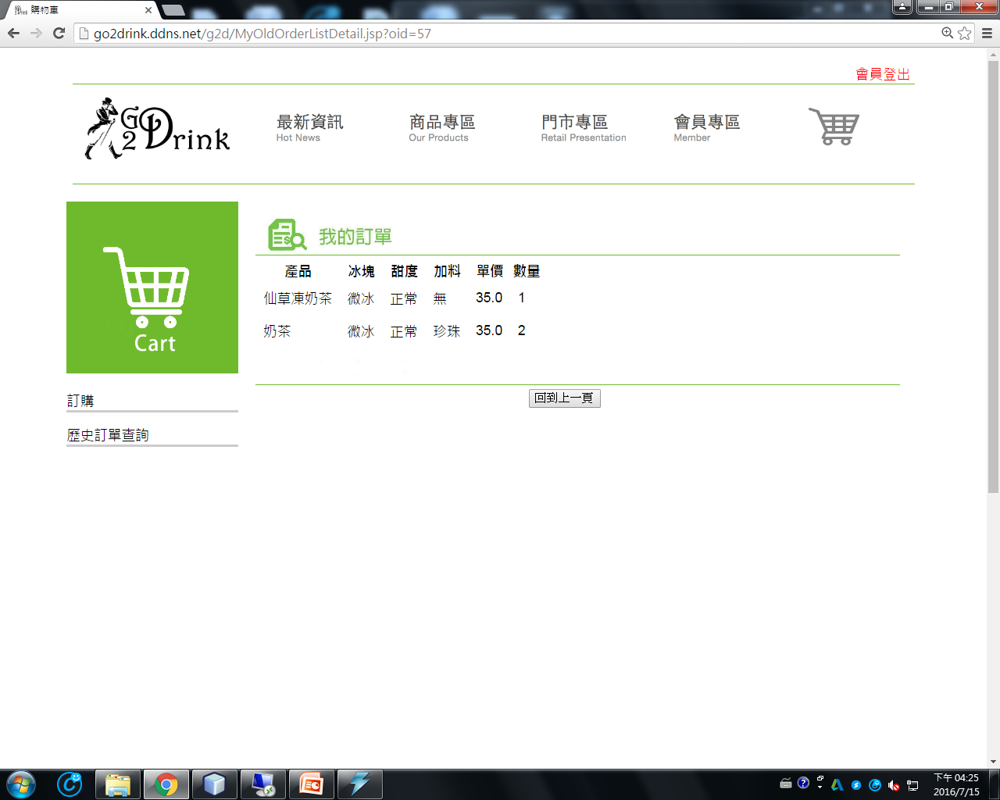 購物車
go2drink.ddns.net/g2d/MyOldOrderListDetail.jsp?oid=57
會員登出
Go 2 Drink
最新資訊 商品專區 門市專區 會員專區
Hot News Our Products Retail Presentation Member
Cart
訂購
歷史訂單查詢
我的訂單
產品 冰塊 甜度 加料 單價 數量
仙草凍奶茶 微冰 正常 無 35.0 1
奶茶 微冰 正常 珍珠 35.0 2
回到上一頁
下午 04:25
2016/7/15